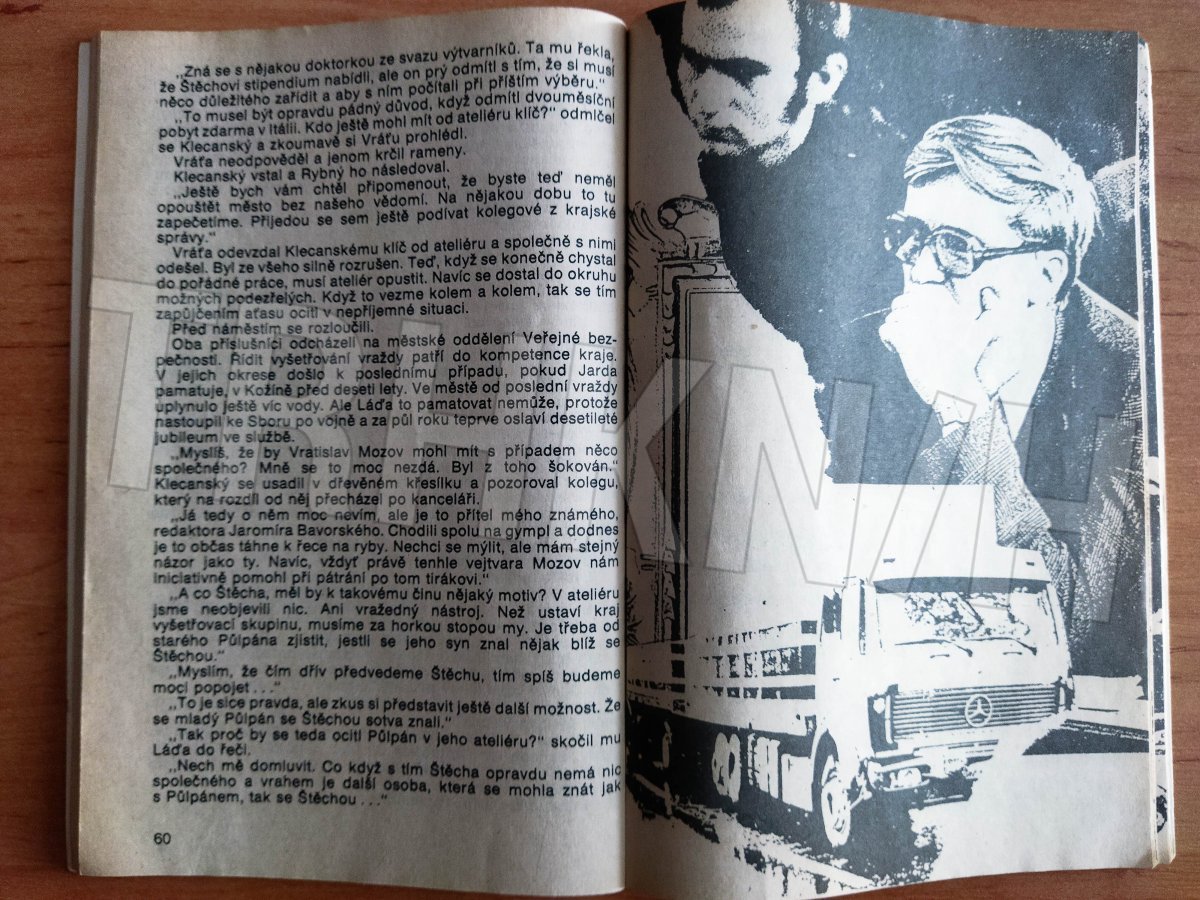 „Zná se s nějakou doktorkou ze svazu výtvarníků. Ta mu řekla,
že Štěchovi stipendium nabídli, ale on prý odmítl s tím, že si musí
něco důležitého zařídit a aby s ním počítali při příštím výběru.“
„To musel být opravdu pádný důvod, když odmítl dvouměsíční
pobyt zdarma v Itálii. Kdo ještě mohl mít od ateliéru klíč?“ odmlčel
se Klecanský a zkoumavě si Vráťu prohlédl.
Vráťa neodpověděl a jenom krčil rameny.
Klecanský vstal a Rybný ho následoval.
„Ještě bych vám chtěl připomenout, že byste teď neměl
opouštět město bez našeho vědomí. Na nějakou dobu to tu
zapečetíme. Přijedou se sem ještě podívat kolegové z krajské
správy.“
Vráťa odevzdal Klecanskému klíč od ateliéru a společně s nimi
odešel. Byl ze všeho silně rozrušen. Teď, když se konečně chystal
do pořádné práce, musí ateliér opustit. Navíc se dostal do okruhu
možných podezřelých. Když to vezme kolem a kolem, tak se tím
zapůjčením aťasu ocitl v nepříjemné situaci.
Před náměstím se rozloučili.
Oba příslušníci odcházeli na městské oddělení Veřejné bez-
pečnosti. Řídit vyšetřování vraždy patří do kompetence kraje.
V jejich okrese došlo k poslednímu případu, pokud Jarda
pamatuje, v Kožině před deseti lety. Ve městě od poslední vraždy
uplynulo ještě víc vody. Ale Láďa to pamatovat nemůže, protože
nastoupil ke Sboru po vojně a za půl roku teprve oslaví desetileté
jubileum ve službě.
„Myslíš, že by Vratislav Mozov mohl mít s případem něco
společného? Mně se to moc nezdá. Byl z toho šokován.“
Klecanský se usadil v dřevěném křesílku a pozoroval kolegu,
který na rozdíl od něj přecházel po kanceláři.
„Já tedy o něm moc nevím, ale je to přítel mého známého,
redaktora Jaromíra Bavorského. Chodili spolu na gympl a dodnes
je to občas táhne k řece na ryby. Nechci se mýlit, ale mám stejný
názor jako ty. Navíc, vždyť právě tenhle vejtvara Mozov nám
iniciativně pomohl při pátrání po tom tirákovi.“
„A co Štěcha, měl by k takovému činu nějaký motiv? V ateliéru
jsme neobjevili nic. Ani vražedný nástroj. Než ustaví kraj
vyšetřovací skupinu, musíme za horkou stopou my. Je třeba od
starého Půlpána zjistit, jestli se jeho syn znal nějak blíž se
Štěchou.“
„Myslím, že čím dřív předvedeme Štěchu, tím spíš budeme
moci popojet . . .“
„To je sice pravda, ale zkus si představit ještě další možnost. Že
se mladý Půlpán se Štěchou sotva znali.“
„Tak proč by se teda ocitl Půlpán v jeho ateliéru?“ skočil mu
Láďa do řeči.
„Nech mě domluvit. Co když s tím Štěcha opravdu nemá nic
společného a vrahem je další osoba, která se mohla znát jak
s Půlpánem, tak se Štěchou . . .“
60